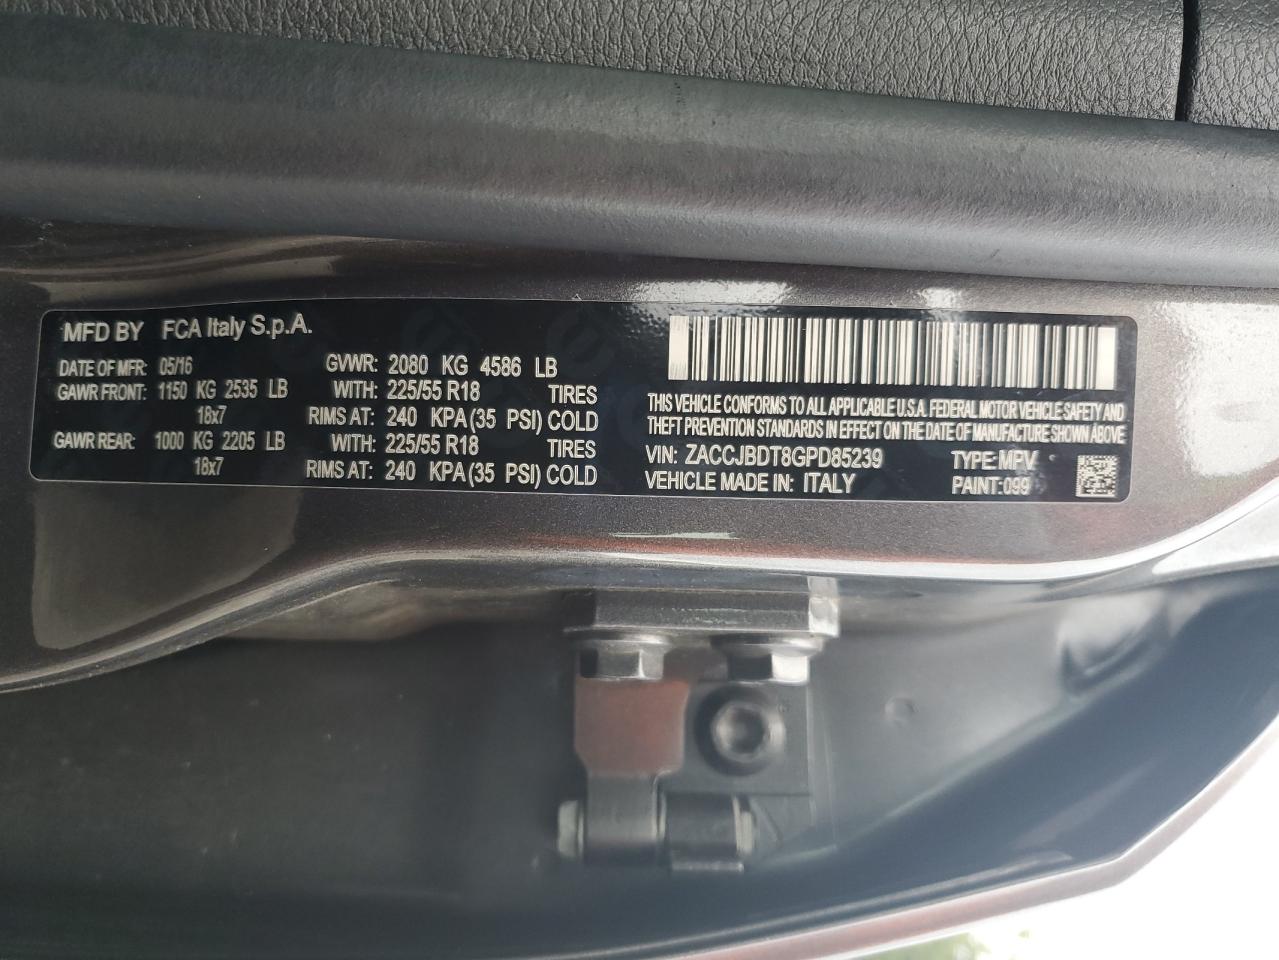 MFD BY FCA Italy S.p.A.
DATE OF MFR: 05/16 GVWR: 2080 KG 4586 LB
GAWR FRONT: 1150 KG 2535 LB WITH: 225/55 R18 TIRES
18x7 RIMS AT: 240 KPA(35 PSI) COLD
GAWR REAR: 1000 KG 2205 LB WITH: 225/55 R18 TIRES
18x7 RIMS AT: 240 KPA(35 PSI) COLD
THIS VEHICLE CONFORMS TO ALL APPLICABLE U.S.A. FEDERAL MOTOR VEHICLE SAFETY AND
THEFT PREVENTION STANDARDS IN EFFECT ON THE DATE OF MANUFACTURE SHOWN ABOVE
VIN: ZACCJBDT8GPD85239 TYPE: MPV
VEHICLE MADE IN: ITALY PAINT:099